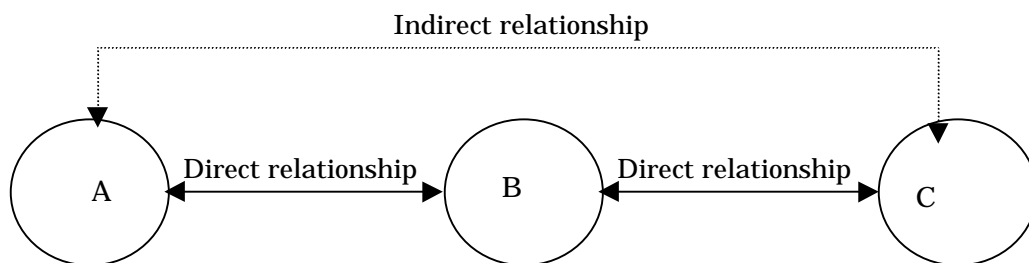 Indirect relationship
Direct relationship
Direct relationship
A
B
C